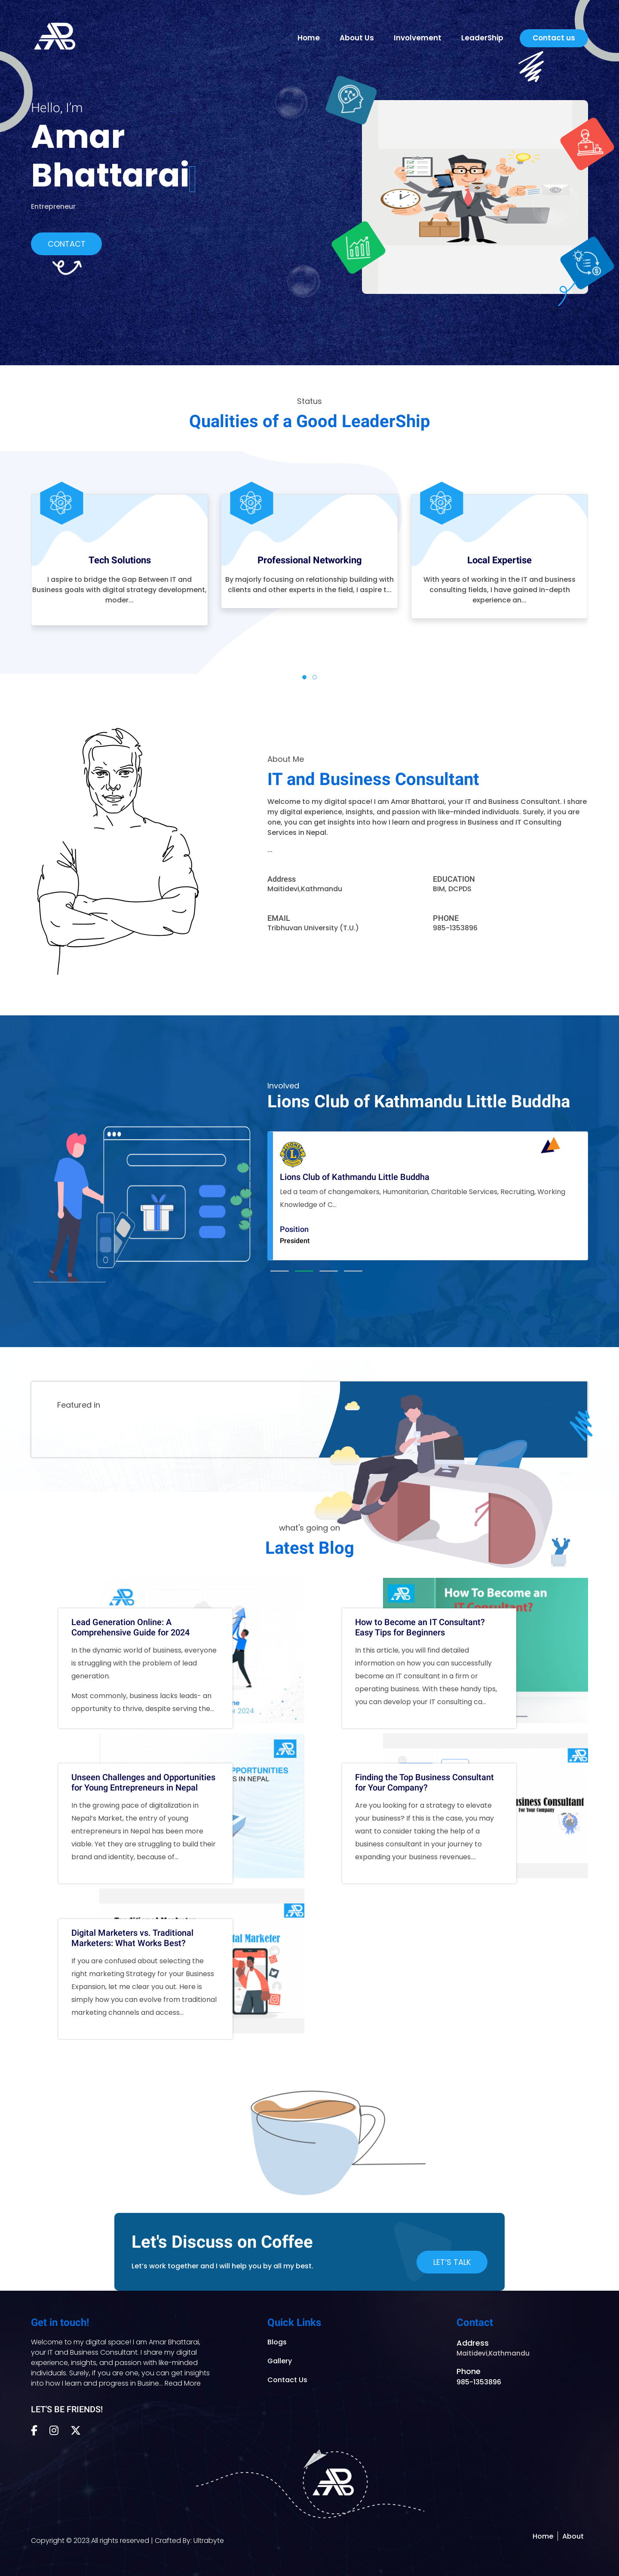 Home About Us Involvement LeaderShip Contact us
Hello, I'm
Amar
Bhattarai
Entrepreneur
CONTACT
Status
Qualities of a Good LeaderShip
Tech Solutions
I aspire to bridge the Gap Between IT and
Business goals with digital strategy development,
moder...
Professional Networking
By majorly focusing on relationship building with
clients and other experts in the field, I aspire t...
Local Expertise
With years of working in the IT and business
consulting fields, I have gained in-depth
experience an...
About Me
IT and Business Consultant
Welcome to my digital space! I am Amar Bhattarai, your IT and Business Consultant. I share
my digital experience, insights, and passion with like-minded individuals. Surely, if you are
one, you can get insights into how I learn and progress in Business and IT Consulting
Services in Nepal.
...
Address
Maitidevi,Kathmandu
EDUCATION
BIM, DCPDS
EMAIL
Tribhuvan University (T.U.)
PHONE
985-1353896
Involved
Lions Club of Kathmandu Little Buddha
Lions Club of Kathmandu Little Buddha
Led a team of changemakers, Humanitarian, Charitable Services, Recruiting, Working
Knowledge of C...
Position
President
Featured in
what's going on
Latest Blog
Lead Generation Online: A
Comprehensive Guide for 2024
In the dynamic world of business, everyone
is struggling with the problem of lead
generation.
Most commonly, business lacks leads- an
opportunity to thrive, despite serving the...
2024
How To Become an
IT Consultant?
How to Become an IT Consultant?
Easy Tips for Beginners
In this article, you will find detailed
information on how you can successfully
become an IT consultant in a firm or
operating business. With these handy tips,
you can develop your IT consulting ca...
Unseen Challenges and Opportunities
for Young Entrepreneurs in Nepal
In the growing pace of digitalization in
Nepal's Market, the entry of young
entrepreneurs in Nepal has been more
viable. Yet they are struggling to build their
brand and identity, because of...
PPORTUNITIES
S IN NEPAL
Finding the Top Business Consultant
for Your Company?
Are you looking for a strategy to elevate
your business? If this is the case, you may
want to consider taking the help of a
business consultant in your journey to
expanding your business revenues....
usiness Consultant
For Your Company
Digital Marketers vs. Traditional
Marketers: What Works Best?
If you are confused about selecting the
right marketing Strategy for your Business
Expansion, let me clear you out. Here is
simply how you can evolve from traditional
marketing channels and access...
tal Marketer
Let's Discuss on Coffee
Let's work together and I will help you by all my best.
LET'S TALK
Get in touch!
Welcome to my digital space! I am Amar Bhattarai,
your IT and Business Consultant. I share my digital
experience, insights, and passion with like-minded
individuals. Surely, if you are one, you can get insights
into how I learn and progress in Busine... Read More
LET'S BE FRIENDS!
Quick Links
Blogs
Gallery
Contact Us
Contact
Address
Maitidevi,Kathmandu
Phone
985-1353896
Copyright © 2023.All rights reserved | Crafted By: Ultrabyte
Home About